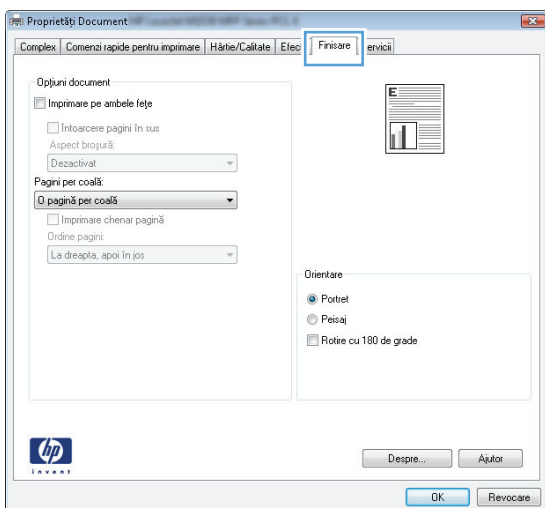 Proprietăți Document
Complex
Comenzi rapide pentru imprimare
Hârtie/Calitate
Efec
Finisare
ervicii
Opțiuni document
Imprimare pe ambele fețe
Întoarcere pagini în sus
Aspect broșură:
Dezactivat
Pagini per coală:
O pagină per coală
Imprimare chenar pagină
Ordine pagini:
La dreapta, apoi în jos
E
Orientare
Portret
Peisaj
Rotire cu 180 de grade
hp
invent
Despre...
Ajutor
OK
Revocare